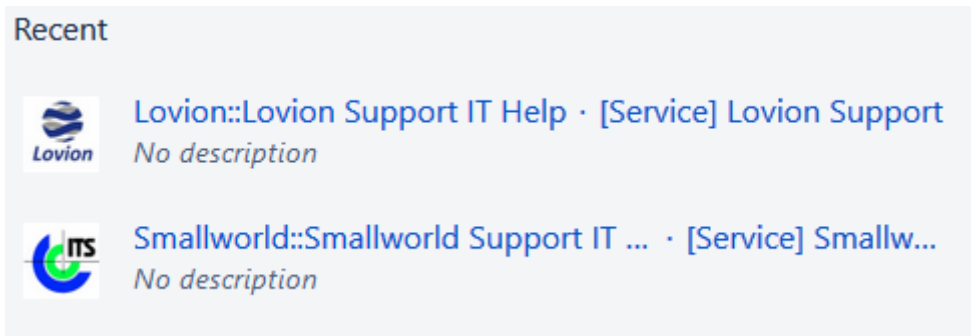 Recent
Lovion::Lovion Support IT Help · [Service] Lovion Support
Lovion
No description
Smallworld::Smallworld Support IT ... · [Service] Smallw...
ITS
No description